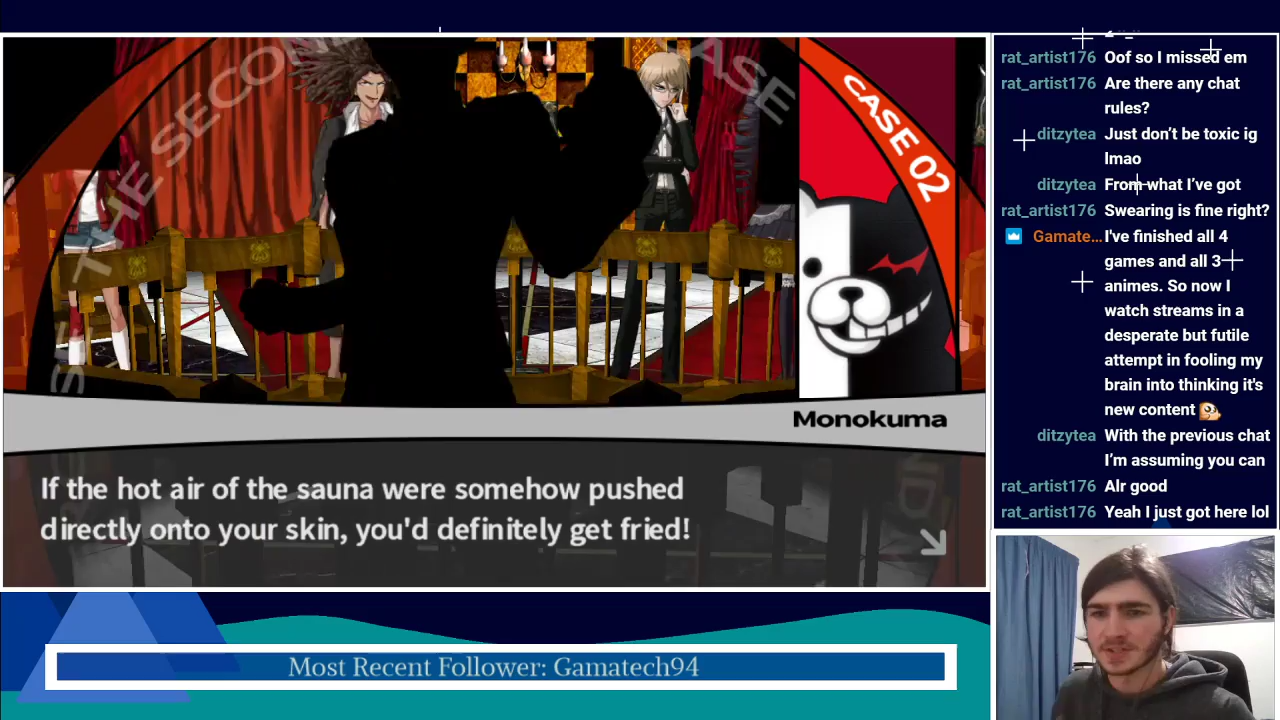 THE SECOND CASE
CASE 02
Monokuma
If the hot air of the sauna were somehow pushed
directly onto your skin, you'd definitely get fried!
Most Recent Follower: Gamatech94
rat_artist176 Oof so I missed em
rat_artist176 Are there any chat
rules?
ditzytea Just don't be toxic ig
lmao
ditzytea From what I've got
rat_artist176 Swearing is fine right?
Gamate... I've finished all 4
games and all 3
animes. So now I
watch streams in a
desperate but futile
attempt in fooling my
brain into thinking it's
new content
ditzytea With the previous chat
I'm assuming you can
rat_artist176 Alr good
rat_artist176 Yeah I just got here lol